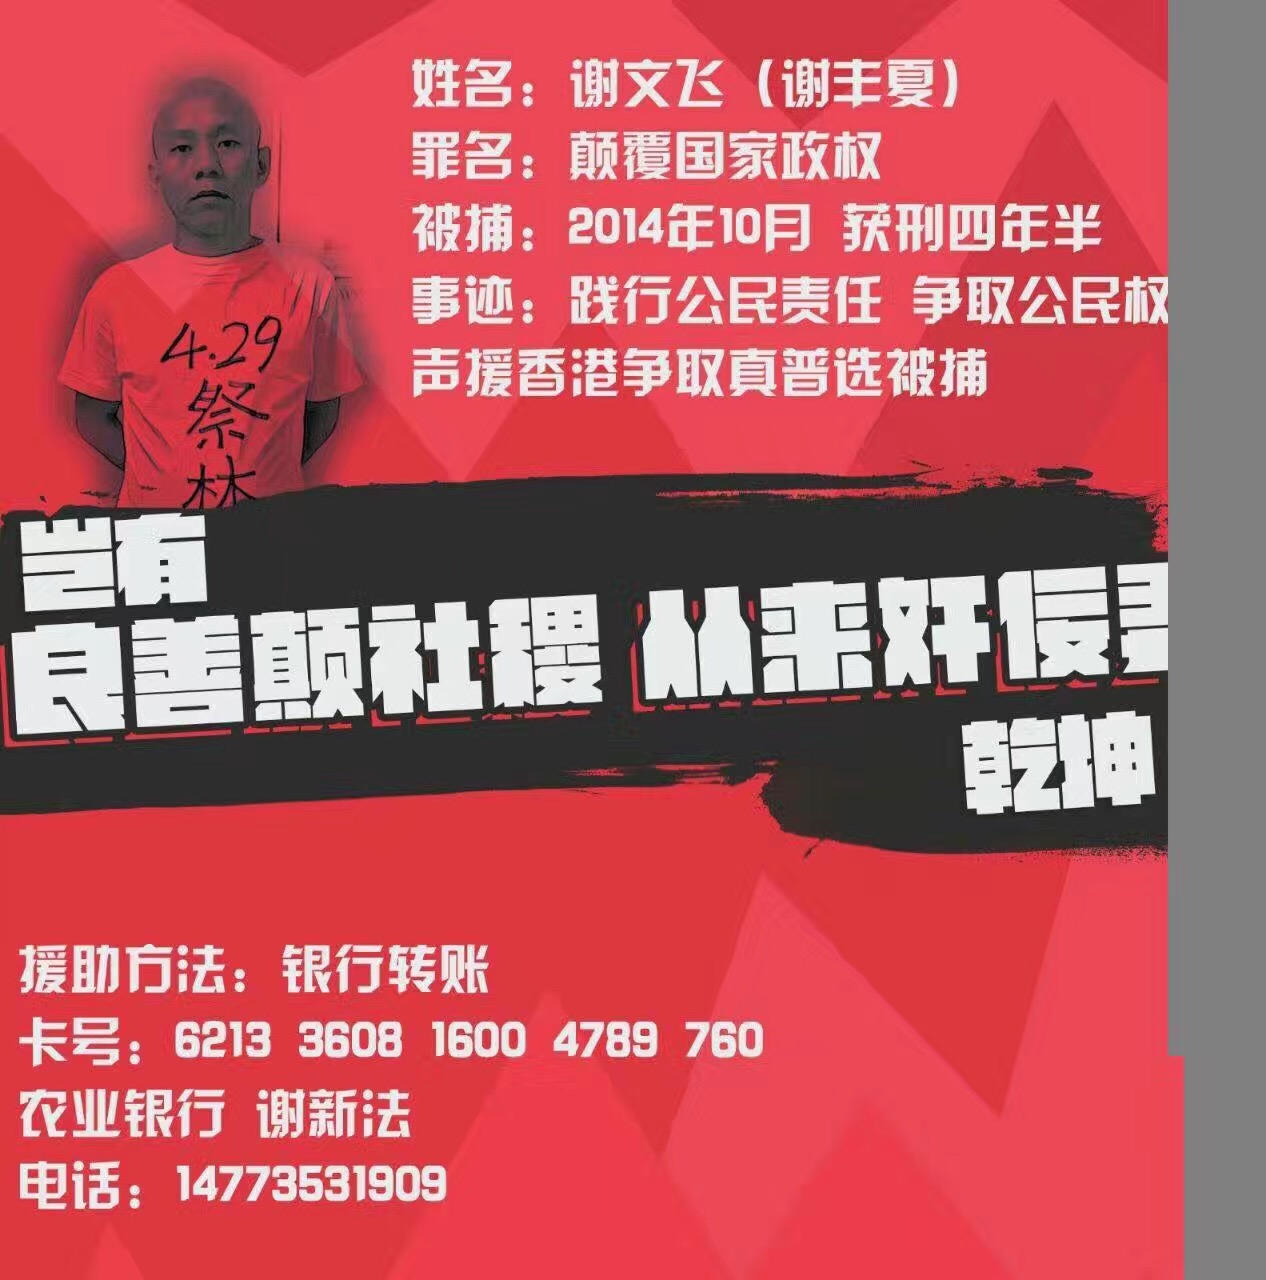 姓名：谢文飞（谢丰夏）
罪名：颠覆国家政权
被捕：2014年10月 获刑四年半
事迹：践行公民责任 争取公民权
声援香港争取真普选被捕
4.29
祭
林
岂有
良善颠社稷 从来奸佞
乾坤
援助方法：银行转账
卡号：6213 3608 1600 4789 760
农业银行 谢新法
电话：14773531909